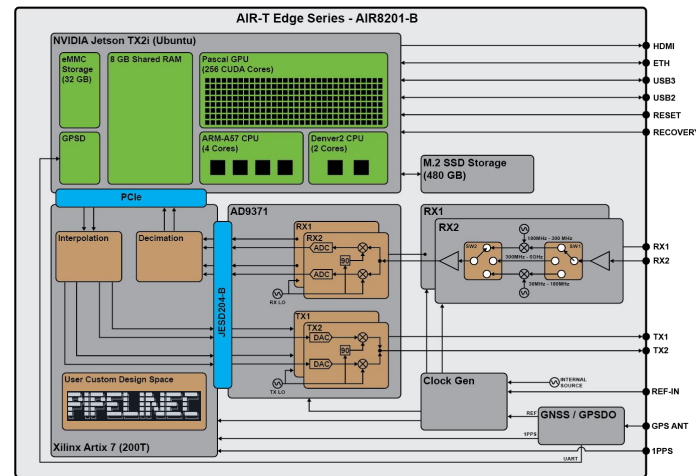 AIR-T Edge Series - AIR8201-B
NVIDIA Jetson TX2i (Ubuntu)
eMMC
Storage
(32 GB)
8 GB Shared RAM
Pascal GPU
(256 CUDA Cores)
GPSD
ARM-A57 CPU
(4 Cores)
Denver2 CPU
(2 Cores)
M.2 SSD Storage
(480 GB)
HDMI
ETH
USB3
USB2
RESET
RECOVERY
PCIe
Interpolation
Decimation
JESD204-B
AD9371
RX1
RX2
ADC
90
ADC
RX LO
TX1
TX2
DAC
90
DAC
TX LO
RX1
RX2
SW2
100MHz - 300 MHz
300MHz - 6GHz
30MHz - 100MHz
SW1
RX1
RX2
TX1
TX2
User Custom Design Space
PIPELINEC
Xilinx Artix 7 (200T)
Clock Gen
INTERNAL
SOURCE
REF-IN
REF
GNSS / GPSDO
GPS ANT
1PPS
UART
1PPS